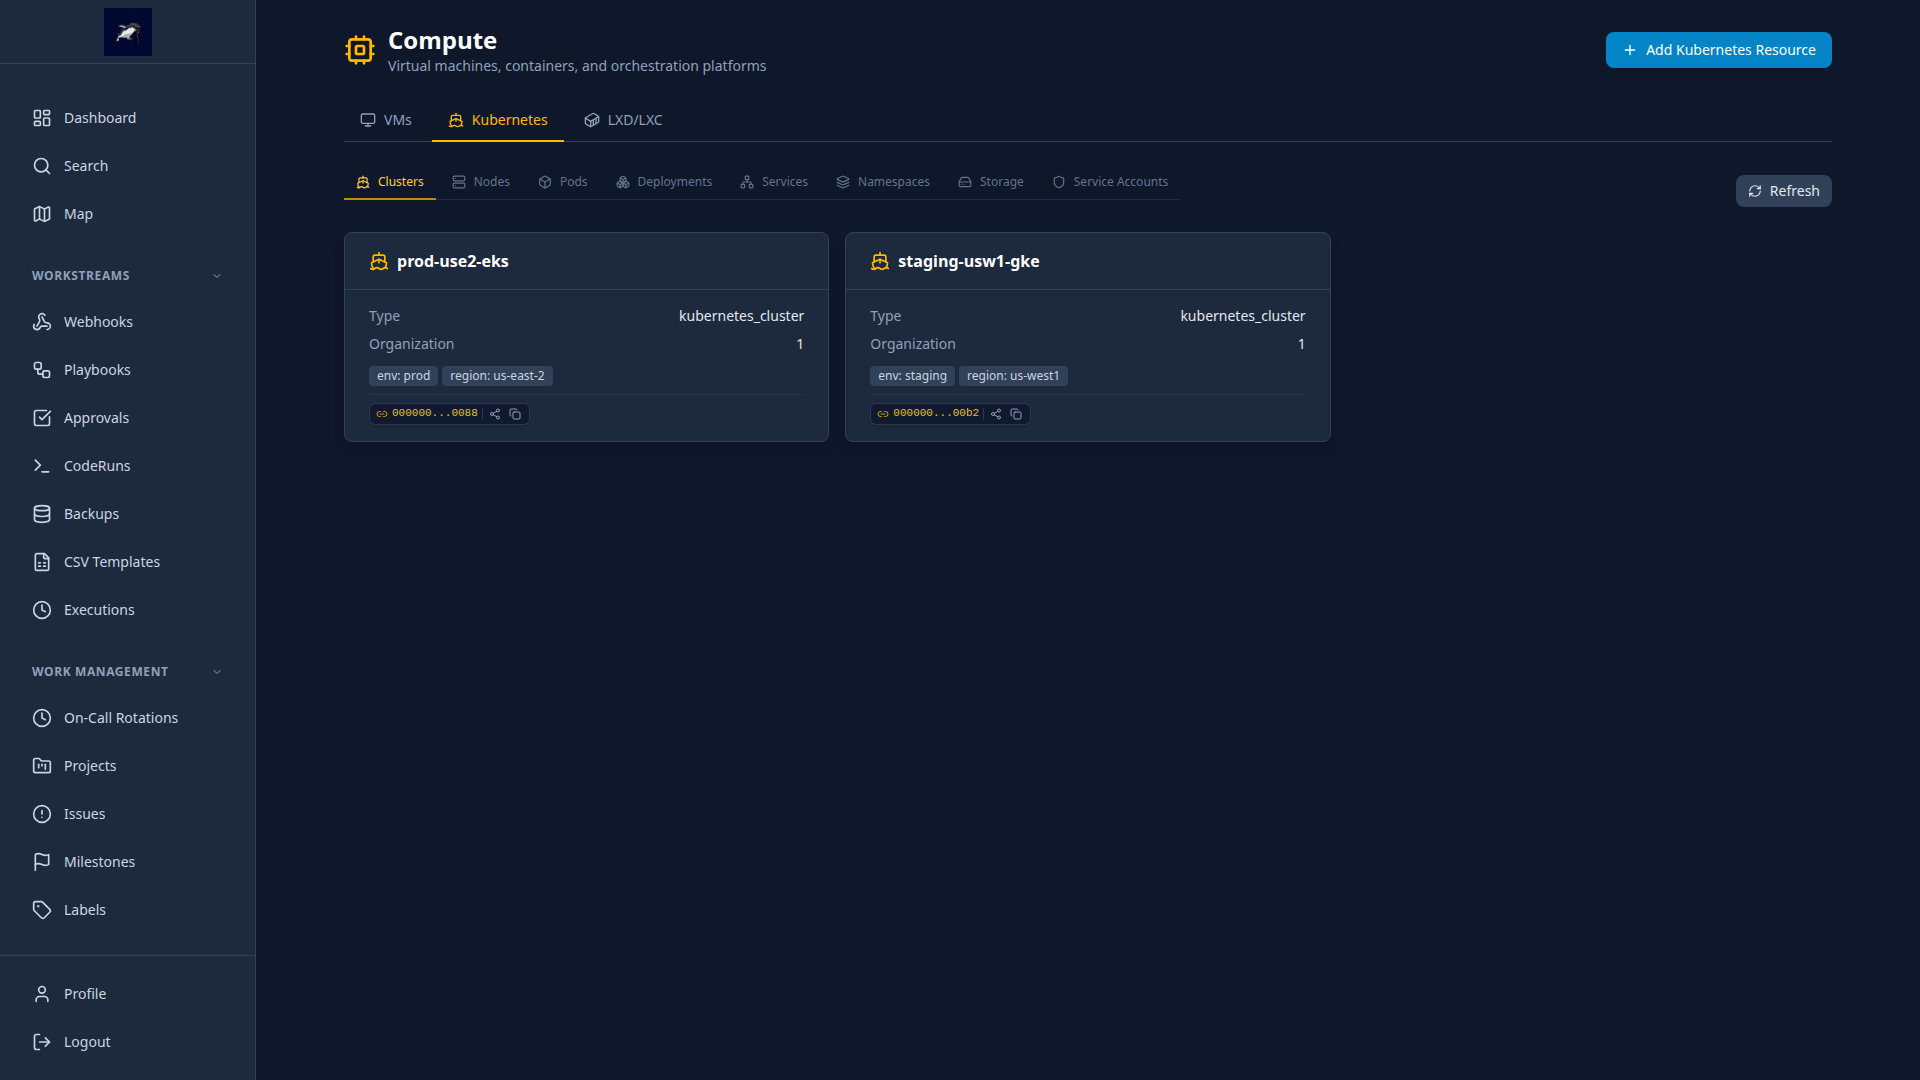 Dashboard
Search
Map
WORKSTREAMS
Webhooks
Playbooks
Approvals
CodeRuns
Backups
CSV Templates
Executions
WORK MANAGEMENT
On-Call Rotations
Projects
Issues
Milestones
Labels
Profile
Logout
Compute
Virtual machines, containers, and orchestration platforms
Add Kubernetes Resource
VMs Kubernetes LXD/LXC
Clusters Nodes Pods Deployments Services Namespaces Storage Service Accounts
Refresh
prod-use2-eks
Type kubernetes_cluster
Organization 1
env: prod region: us-east-2
000000...0088
staging-usw1-gke
Type kubernetes_cluster
Organization 1
env: staging region: us-west1
000000...00b2